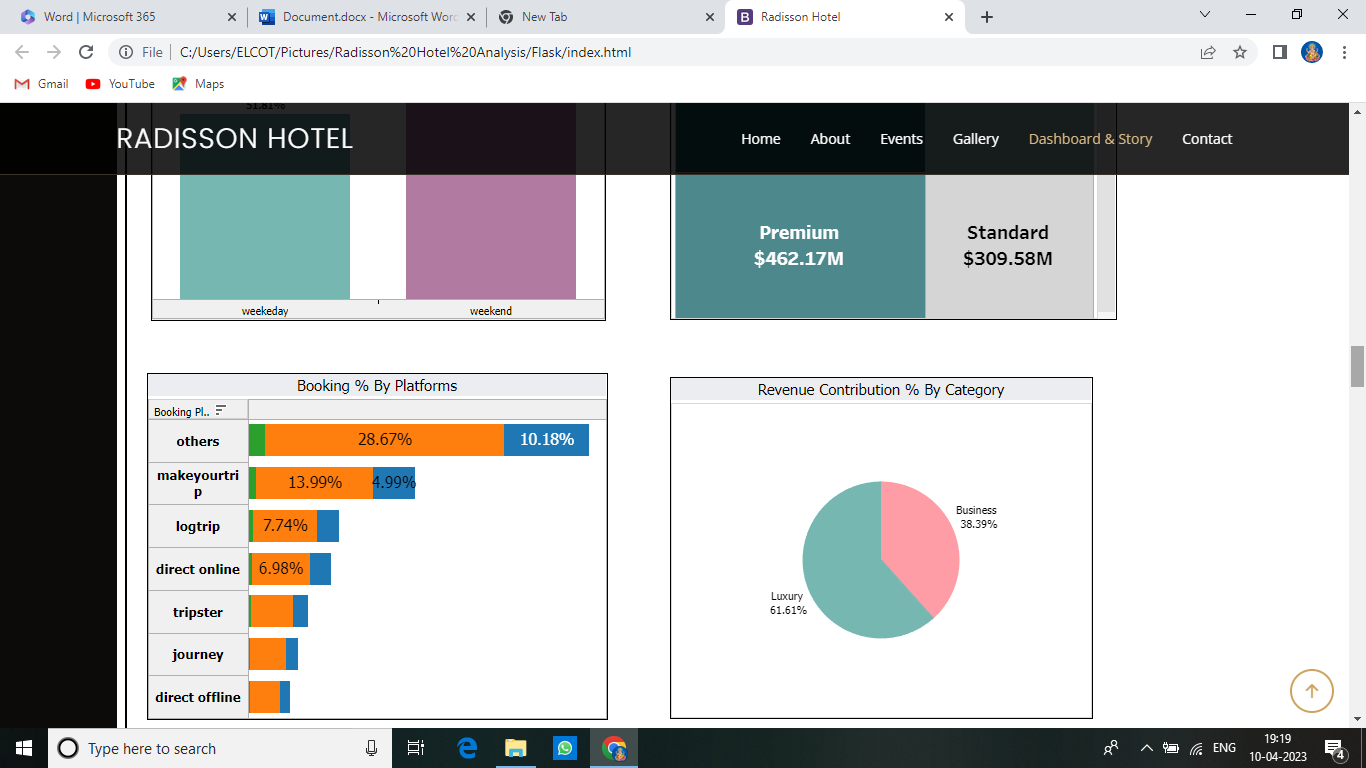 Word | Microsoft 365
Document.docx - Microsoft Word
New Tab
Radisson Hotel
File
C:/Users/ELCOT/Pictures/Radisson%20Hotel%20Analysis/Flask/index.html
Gmail
YouTube
Maps
51.81%
RADISSON HOTEL
Home
About
Events
Gallery
Dashboard & Story
Contact
Premium
$462.17M
Standard
$309.58M
weekeday
weekend
Booking % By Platforms
Booking Pl..
others
28.67%
10.18%
makeyourtri
p
13.99%
4.99%
logtrip
7.74%
direct online
6.98%
tripster
journey
direct offline
Revenue Contribution % By Category
Business
38.39%
Luxury
61.61%
Type here to search
ENG
19:19
10-04-2023
4